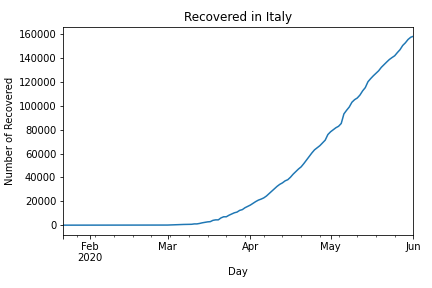 Recovered in Italy
Number of Recovered
160000
140000
120000
100000
80000
60000
40000
20000
0
Feb
2020
Mar
Apr
May
Jun
Day